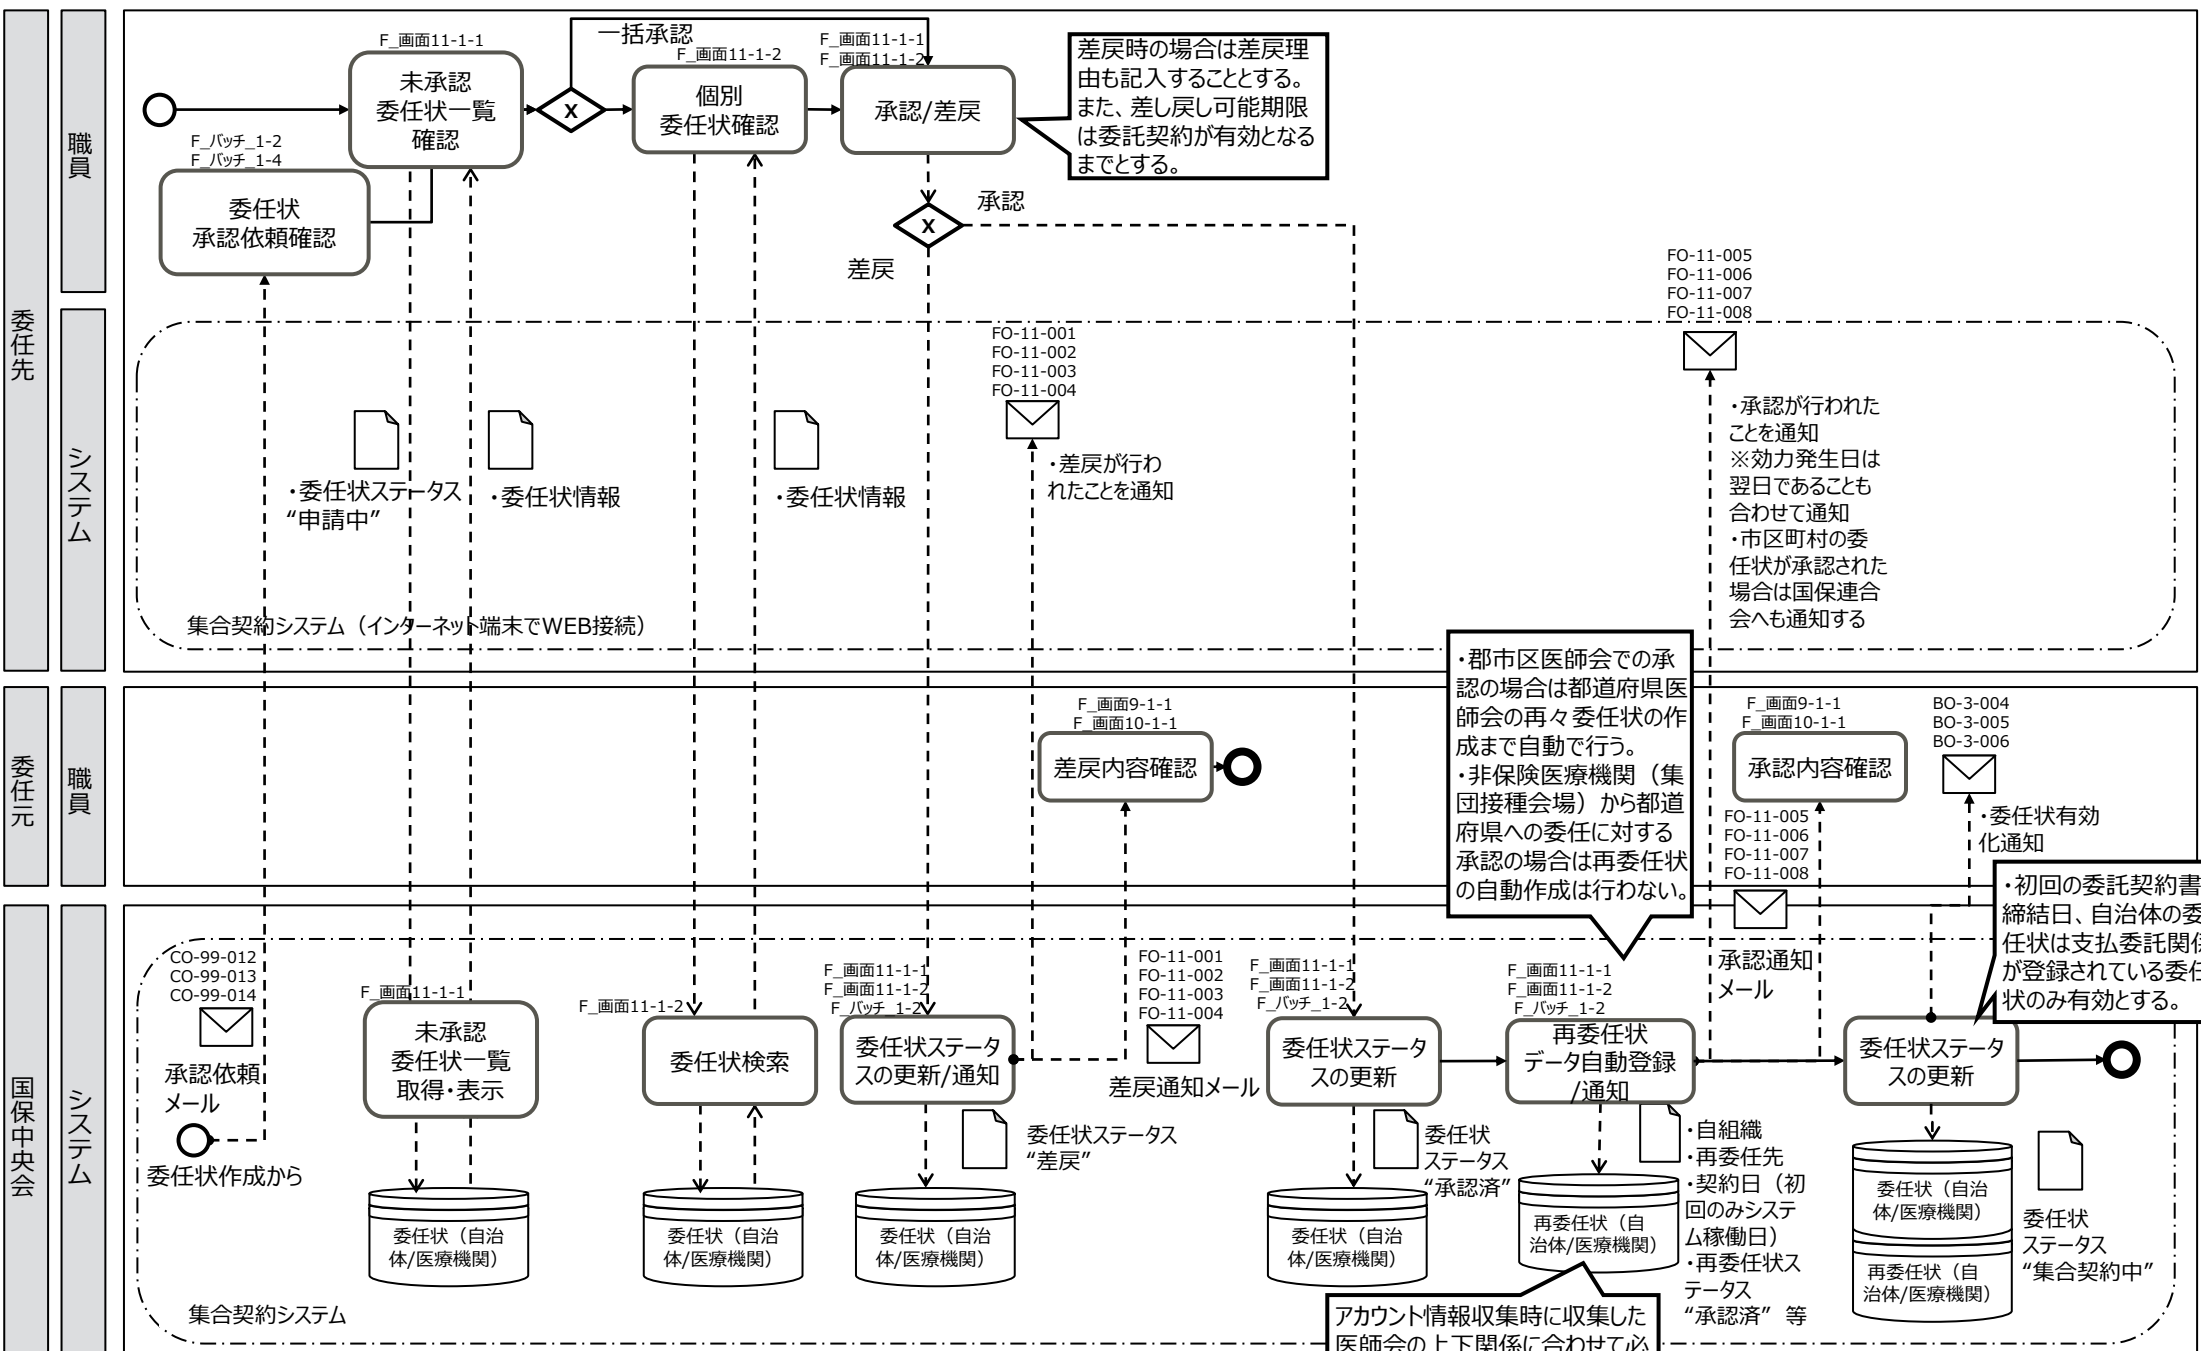 委任先
職員
システム
委任元
職員
国保中央会
システム
F_画面11-1-1
未承認
委任状一覧
確認
F_バッチ_1-2
F_バッチ_1-4
委任状
承認依頼確認
X
一括承認
F_画面11-1-2
個別
委任状確認
F_画面11-1-1
F_画面11-1-2
承認/差戻
差戻時の場合は差戻理
由も記入することとする。
また、差し戻し可能期限
は委託契約が有効となる
までとする。
X
承認
差戻
・委任状ステータス
“申請中”
・委任状情報
・委任状情報
FO-11-001
FO-11-002
FO-11-003
FO-11-004
・差戻が行わ
れたことを通知
FO-11-005
FO-11-006
FO-11-007
FO-11-008
・承認が行われた
ことを通知
※効力発生日は
翌日であることも
合わせて通知
・市区町村の委
任状が承認された
場合は国保連合
会へも通知する
集合契約システム（インターネット端末でWEB接続）
F_画面9-1-1
F_画面10-1-1
差戻内容確認
・郡市区医師会での承
認の場合は都道府県医
師会の再々委任状の作
成まで自動で行う。
・非保険医療機関（集
団接種会場）から都道
府県への委任に対する
承認の場合は再委任状
の自動作成は行わない。
F_画面9-1-1
F_画面10-1-1
承認内容確認
FO-11-005
FO-11-006
FO-11-007
FO-11-008
承認通知
メール
BO-3-004
BO-3-005
BO-3-006
・委任状有効
化通知
・初回の委託契約書
締結日、自治体の委
任状は支払委託関係
が登録されている委任
状のみ有効とする。
CO-99-012
CO-99-013
CO-99-014
承認依頼
メール
委任状作成から
F_画面11-1-1
未承認
委任状一覧
取得・表示
委任状（自治
体/医療機関）
F_画面11-1-2
委任状検索
委任状（自治
体/医療機関）
F_画面11-1-1
F_画面11-1-2
F_バッチ_1-2
委任状ステータ
スの更新/通知
委任状（自治
体/医療機関）
委任状ステータス
“差戻”
FO-11-001
FO-11-002
FO-11-003
FO-11-004
差戻通知メール
F_画面11-1-1
F_画面11-1-2
F_バッチ_1-2
委任状ステータ
スの更新
委任状
ステータス
“承認済”
委任状（自治
体/医療機関）
F_画面11-1-1
F_画面11-1-2
F_バッチ_1-2
再委任状
データ自動登録
/通知
再委任状（自
治体/医療機関）
・自組織
・再委任先
・契約日（初
回のみシステ
ム稼働日）
・再委任状ス
テータス
“承認済” 等
委任状ステータ
スの更新
委任状（自治
体/医療機関）
再委任状（自
治体/医療機関）
委任状
ステータス
“集合契約中”
集合契約システム
アカウント情報収集時に収集した
医師会の上下関係に合わせて必